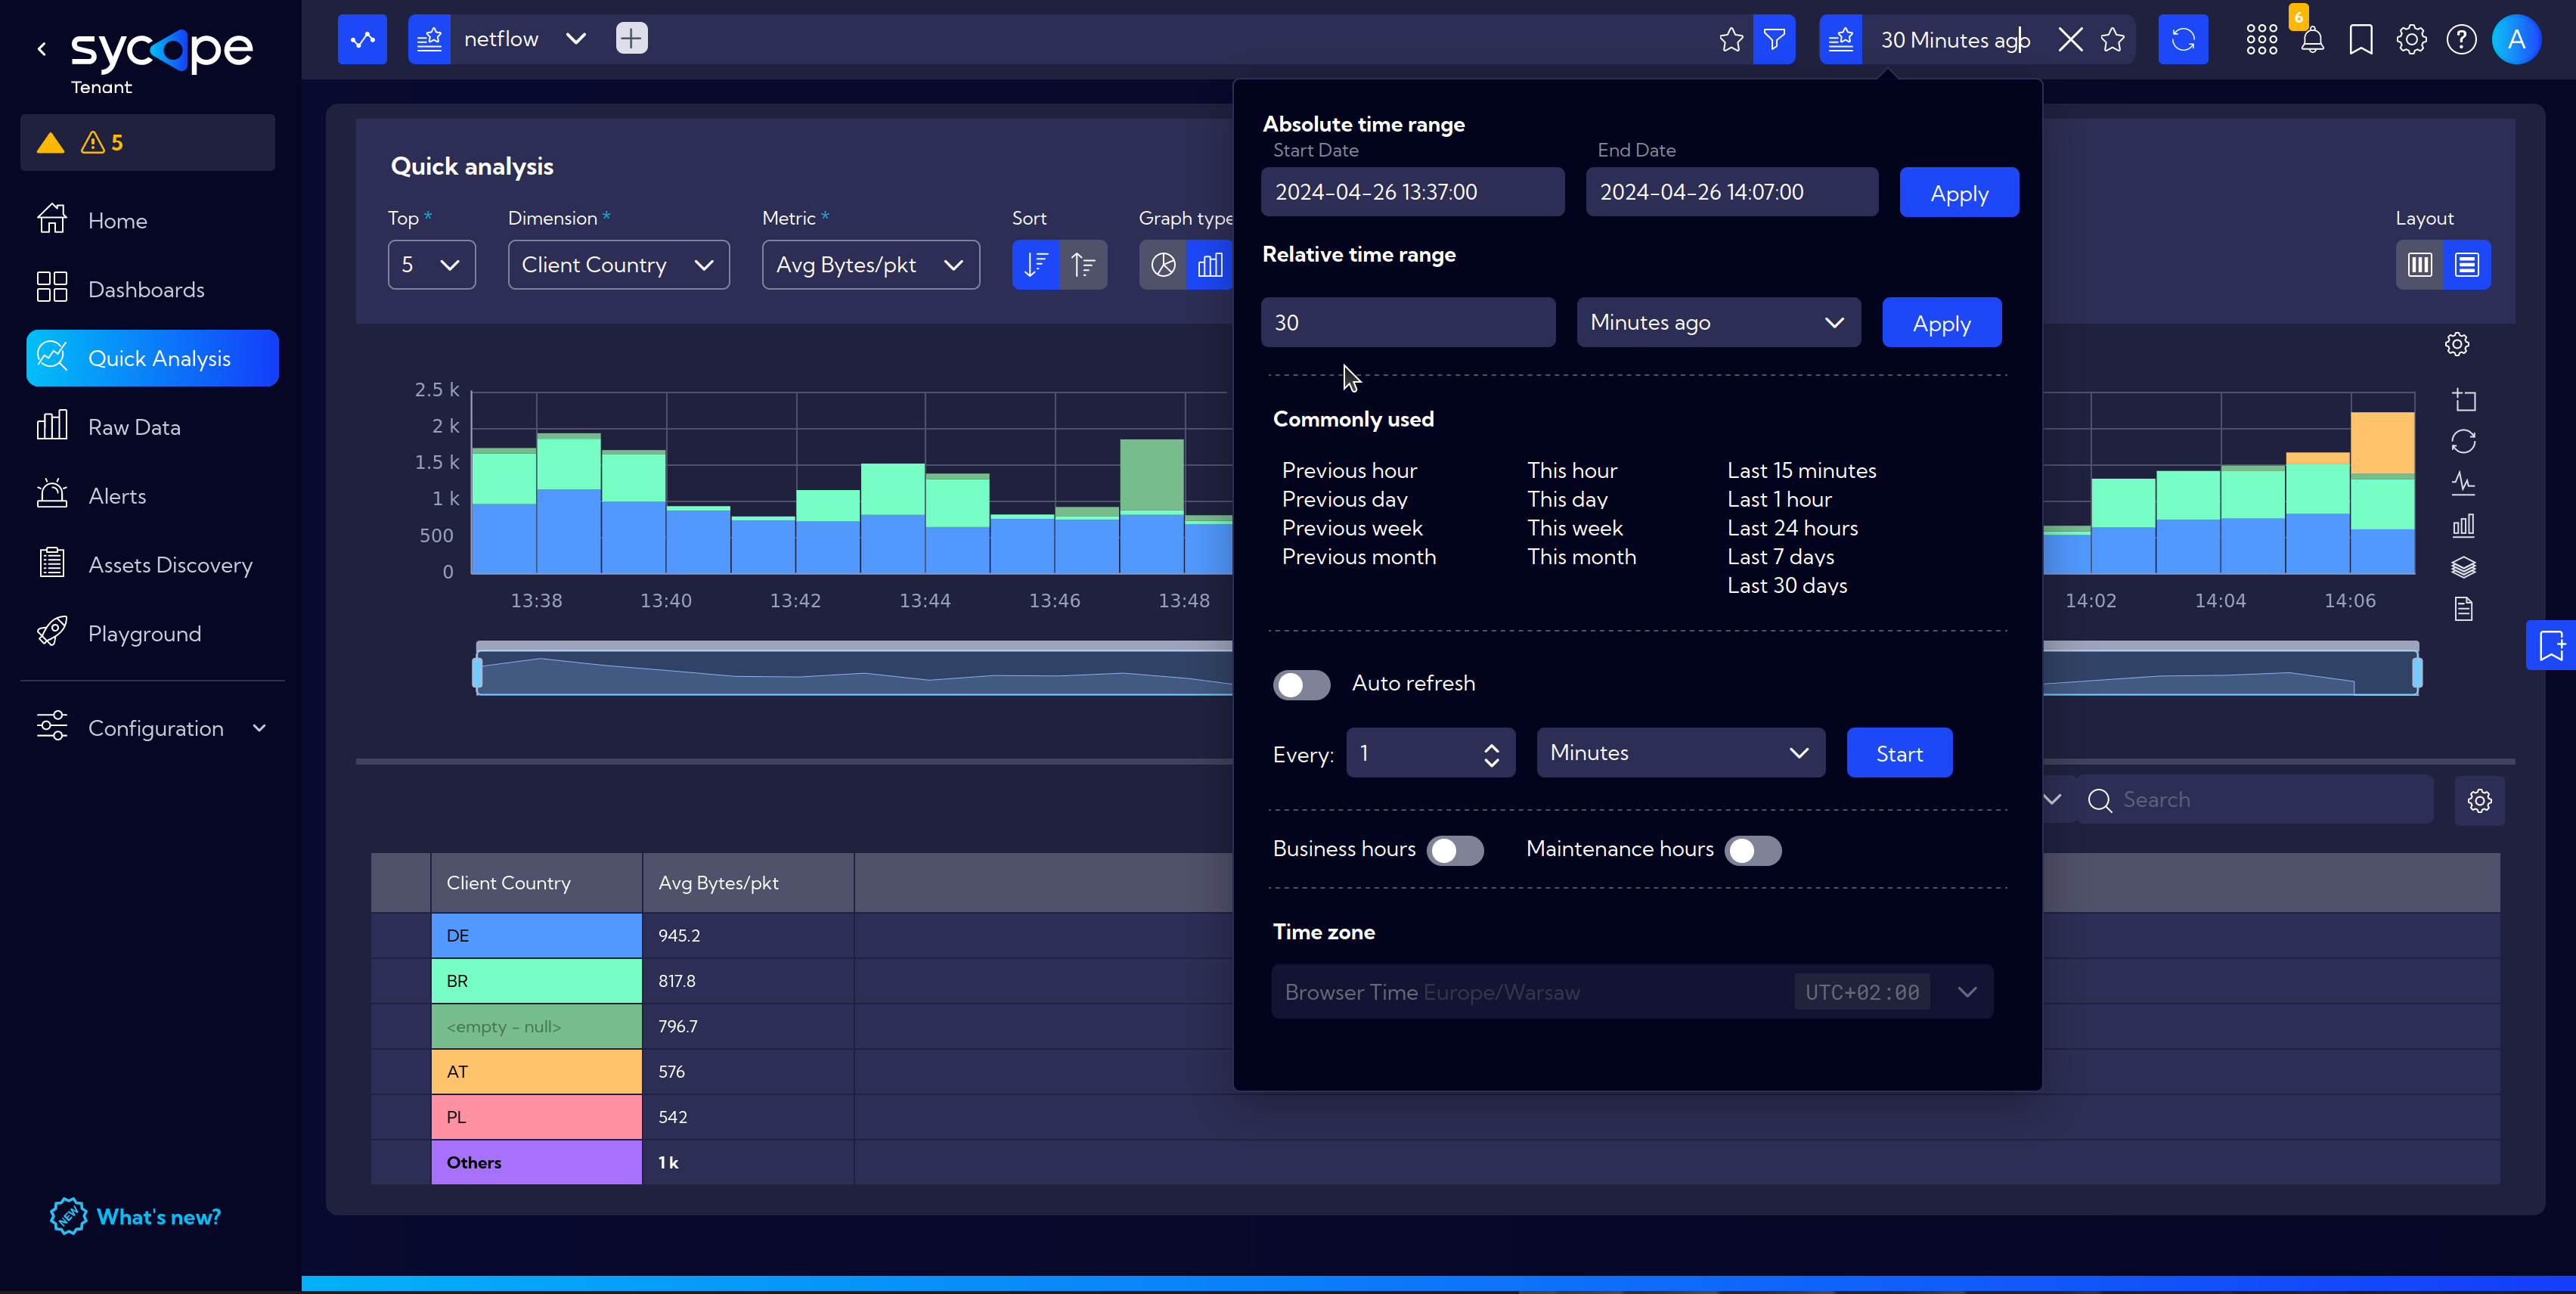 sycope
Tenant
5
Home
Dashboards
Quick Analysis
Raw Data
Alerts
Assets Discovery
Playground
Configuration
NEW What's new?
netflow
30 Minutes ago
6
A
Quick analysis
Top * Dimension * Metric * Sort Graph type Layout
5 Client Country Avg Bytes/pkt
2.5 k
2 k
1.5 k
1 k
500
0
13:38 13:40 13:42 13:44 13:46 13:48 14:02 14:04 14:06
Absolute time range
Start Date End Date
2024-04-26 13:37:00 2024-04-26 14:07:00 Apply
Relative time range
30 Minutes ago Apply
Commonly used
Previous hour This hour Last 15 minutes
Previous day This day Last 1 hour
Previous week This week Last 24 hours
Previous month This month Last 7 days
Last 30 days
Auto refresh
Every: 1 Minutes Start
Business hours Maintenance hours
Time zone
Browser Time Europe/Warsaw UTC+02:00
Search
Client Country Avg Bytes/pkt
DE 945.2
BR 817.8
<empty - null> 796.7
AT 576
PL 542
Others 1 k